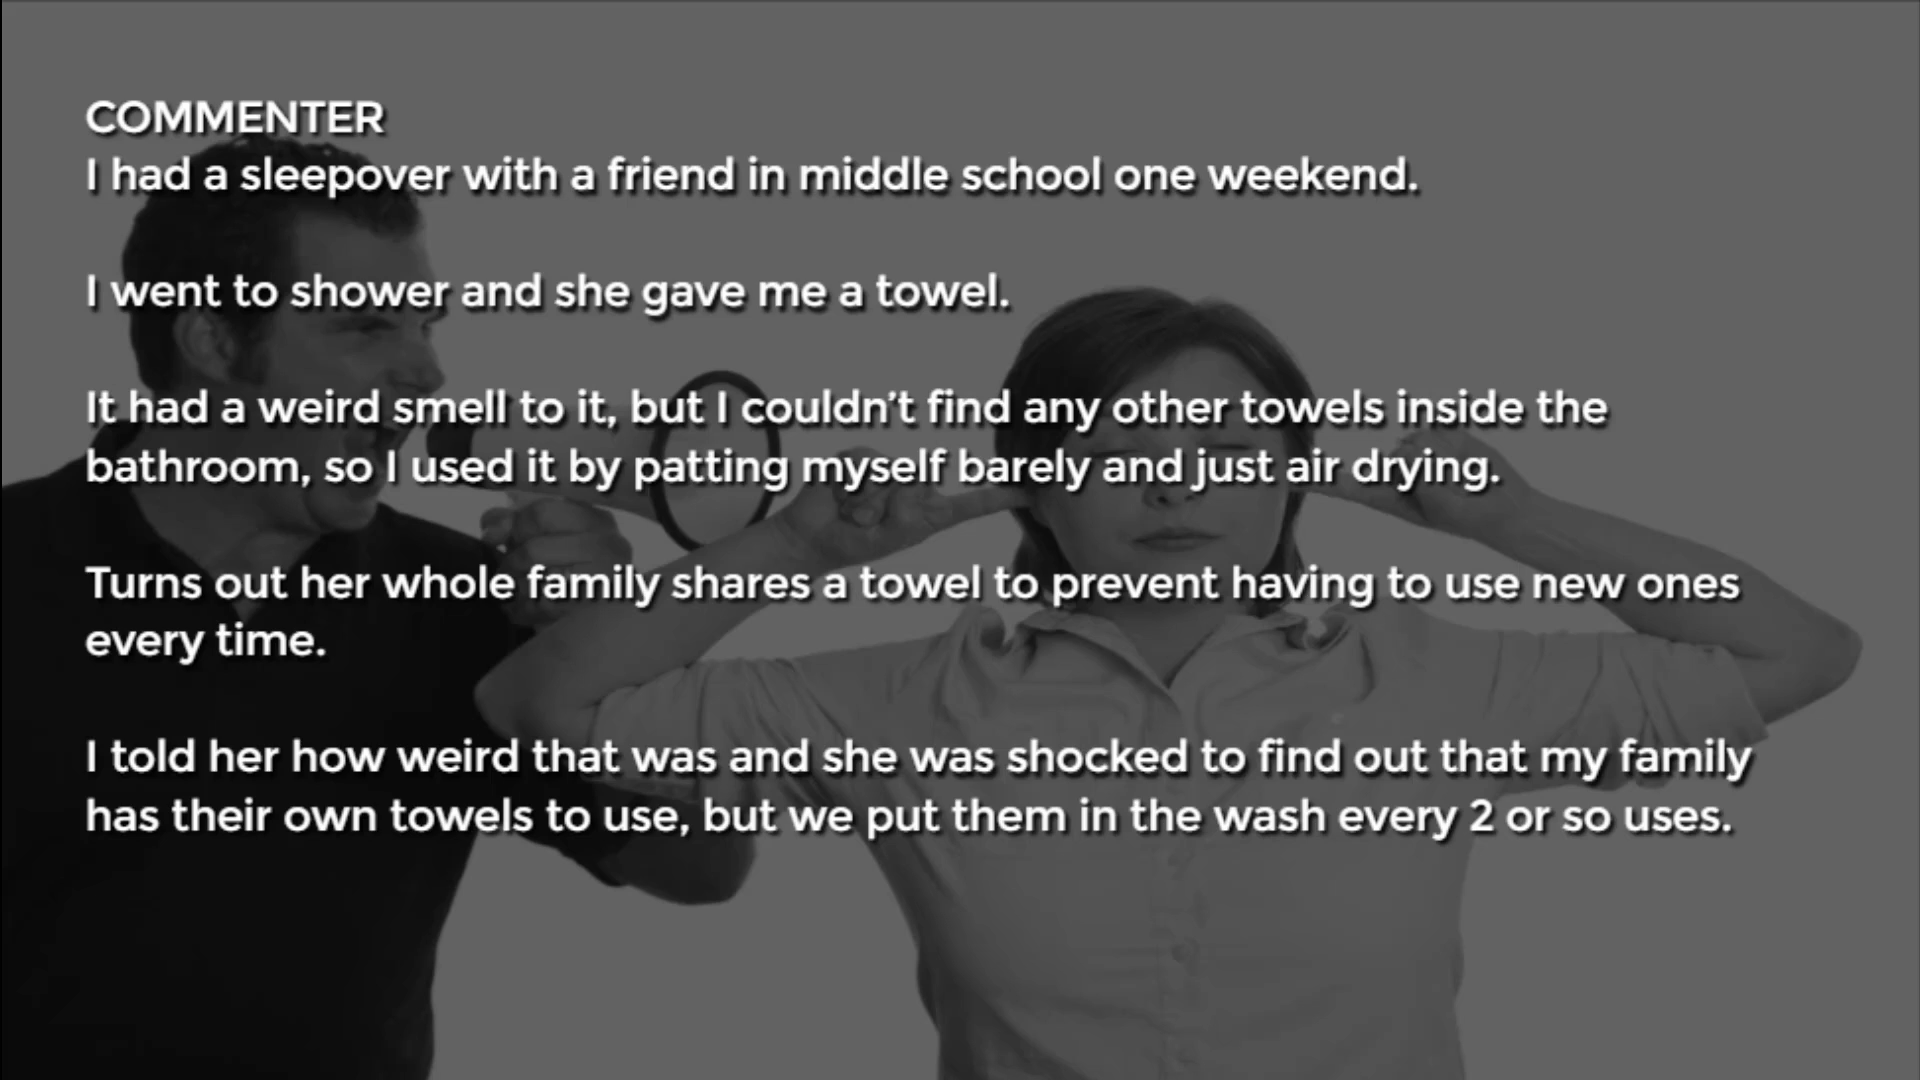 COMMENTER
I had a sleepover with a friend in middle school one weekend.
I went to shower and she gave me a towel.
It had a weird smell to it, but I couldn’t find any other towels inside the
bathroom, so I used it by patting myself barely and just air drying.
Turns out her whole family shares a towel to prevent having to use new ones
every time.
I told her how weird that was and she was shocked to find out that my family
has their own towels to use, but we put them in the wash every 2 or so uses.